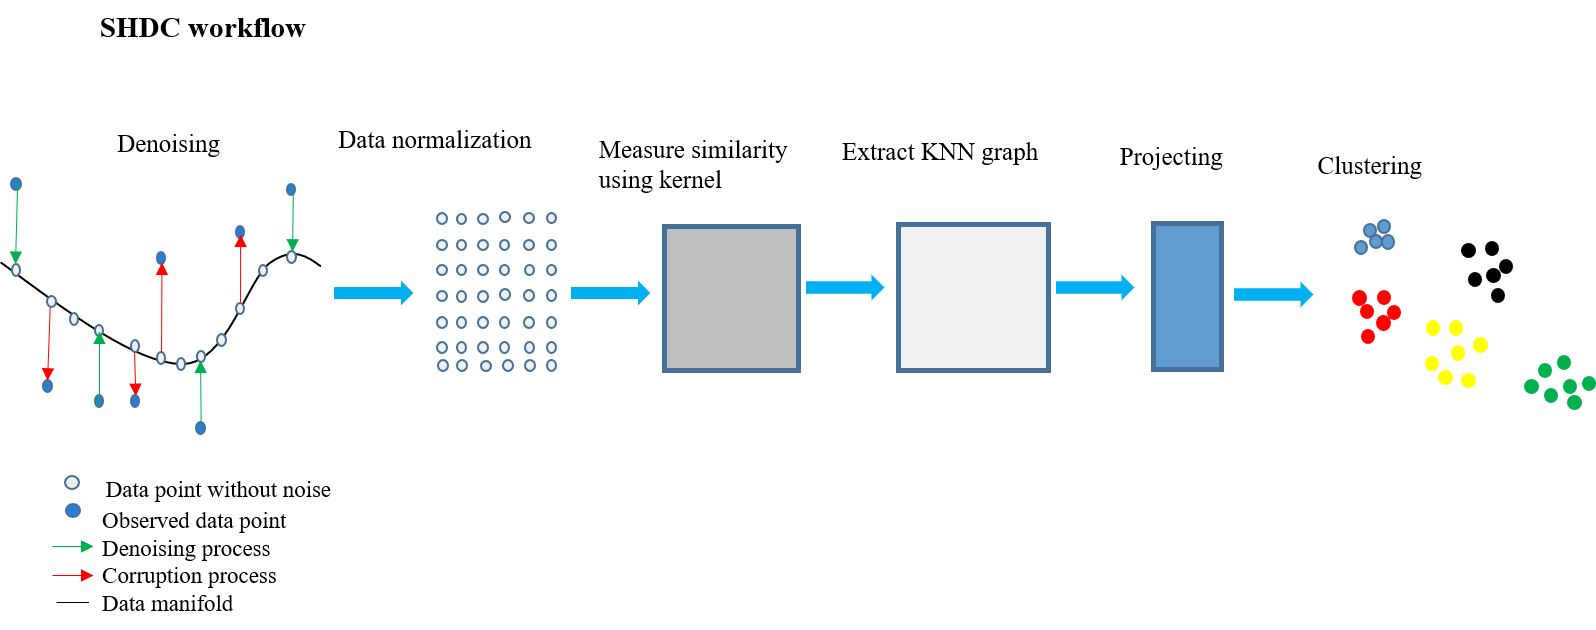 SHDC workflow
Denoising
Data normalization
Measure similarity
using kernel
Extract KNN graph
Projecting
Clustering
Data point without noise
Observed data point
Denoising process
Corruption process
Data manifold